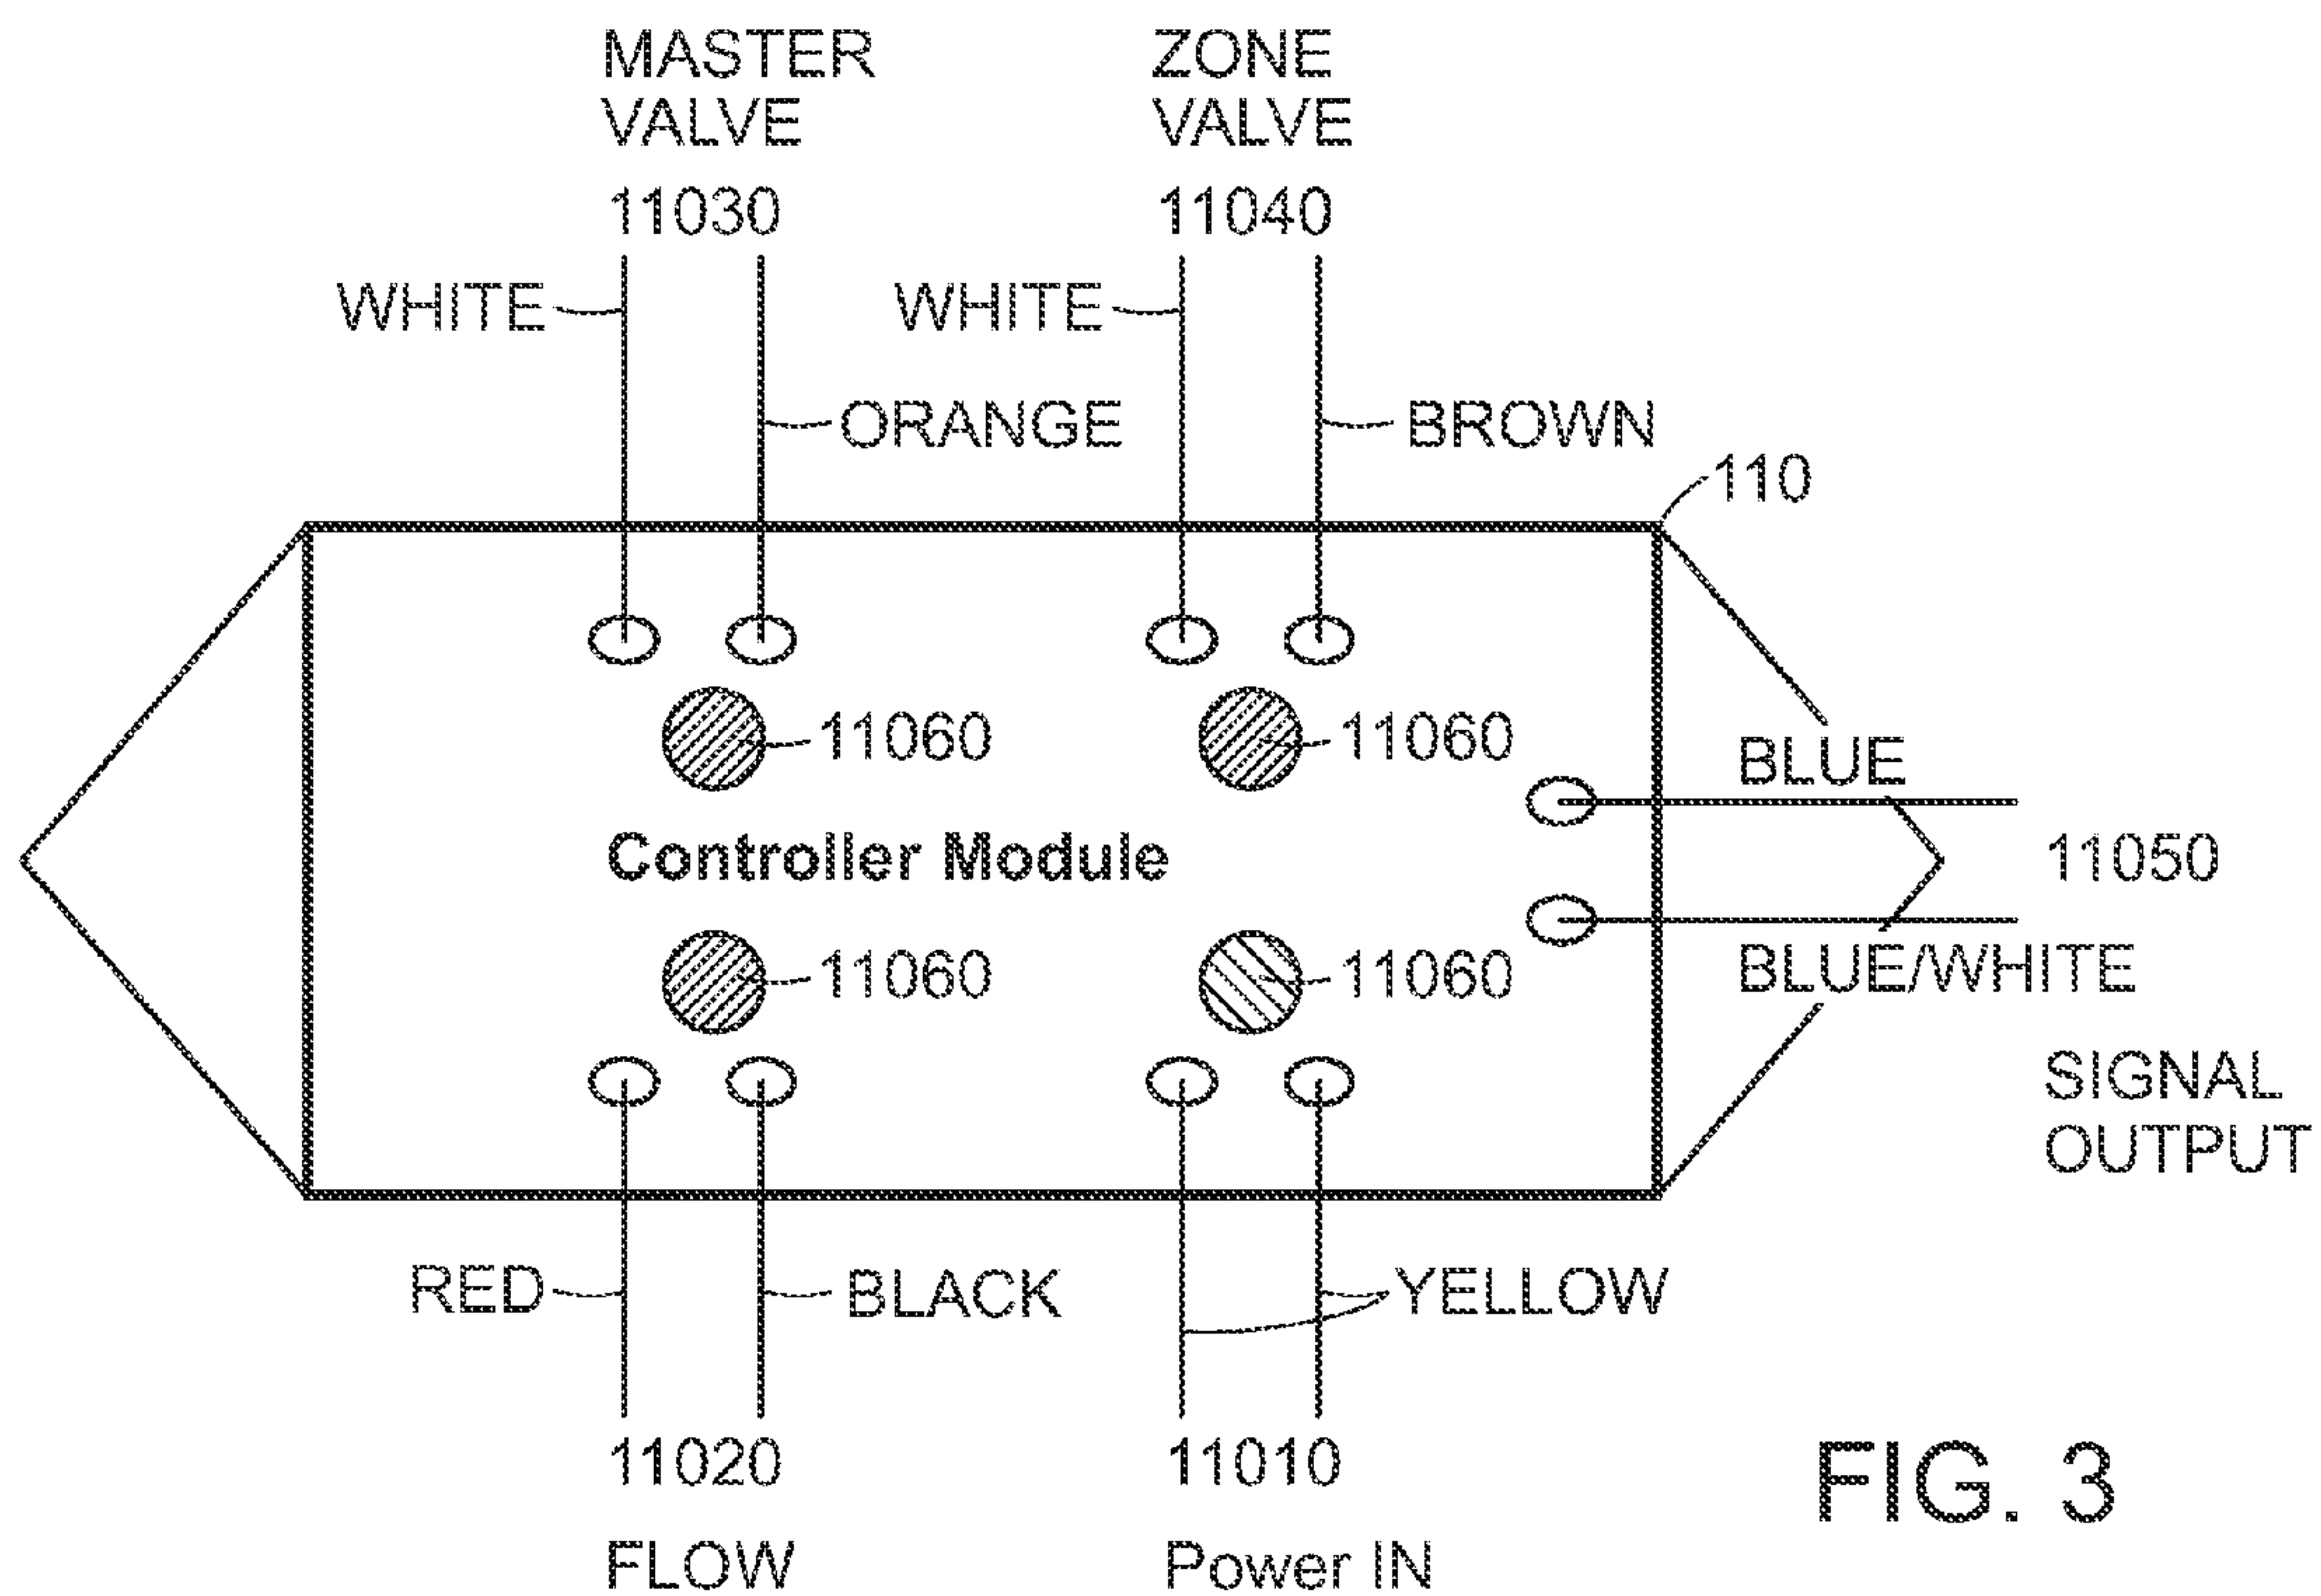 MASTER
VALVE
11030
ZONE
VALVE
11040
WHITE
WHITE
ORANGE
BROWN
110
11060
11060
BLUE
Controller Module
11050
11060
11060
BLUE/WHITE
SIGNAL
OUTPUT
RED
BLACK
YELLOW
11020
FLOW
11010
Power IN
FIG. 3